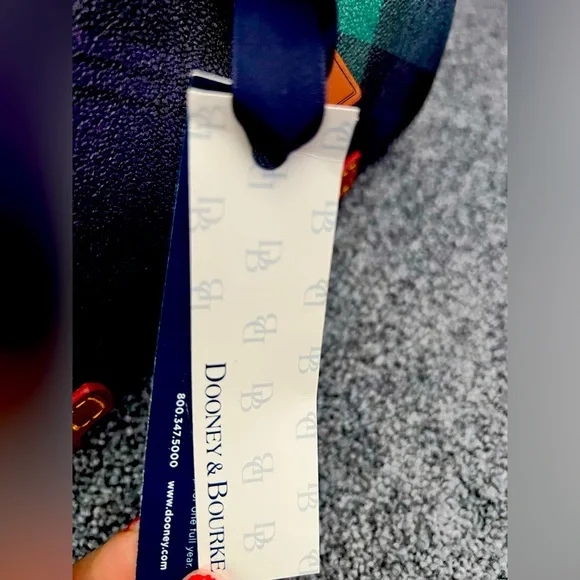 DOONEY & BOURKE
for one full year.
800.347.5000 www.dooney.com